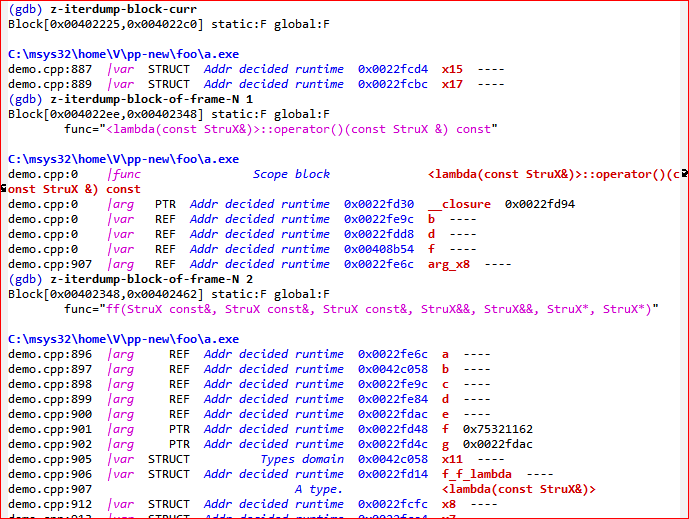 (gdb) z-iterdump-block-curr
Block[0x00402225,0x004022c0] static:F global:F
C:\msys32\home\V\pp-new\foo\a.exe
demo.cpp:887 |var STRUCT Addr decided runtime 0x0022fcd4 x15 ----
demo.cpp:889 |var STRUCT Addr decided runtime 0x0022fcbc x17 ----
(gdb) z-iterdump-block-of-frame-N 1
Block[0x004022ee,0x00402348] static:F global:F
func="<lambda(const StruX&)>::operator()(const StruX &) const"
C:\msys32\home\V\pp-new\foo\a.exe
demo.cpp:0 |func Scope block <lambda(const StruX&)>::operator()(c
onst StruX &) const
demo.cpp:0 |arg PTR Addr decided runtime 0x0022fd30 __closure 0x0022fd94
demo.cpp:0 |var REF Addr decided runtime 0x0022fe9c b ----
demo.cpp:0 |var REF Addr decided runtime 0x0022fdd8 d ----
demo.cpp:0 |var REF Addr decided runtime 0x00408b54 f ----
demo.cpp:907 |arg REF Addr decided runtime 0x0022fe6c arg_x8 ----
(gdb) z-iterdump-block-of-frame-N 2
Block[0x00402348,0x00402462] static:F global:F
func="ff(StruX const&, StruX const&, StruX const&, StruX&&, StruX&&, StruX*, StruX*)"
C:\msys32\home\V\pp-new\foo\a.exe
demo.cpp:896 |arg REF Addr decided runtime 0x0022fe6c a ----
demo.cpp:897 |arg REF Addr decided runtime 0x0042c058 b ----
demo.cpp:898 |arg REF Addr decided runtime 0x0022fe9c c ----
demo.cpp:899 |arg REF Addr decided runtime 0x0022fe84 d ----
demo.cpp:900 |arg REF Addr decided runtime 0x0022fdac e ----
demo.cpp:901 |arg PTR Addr decided runtime 0x0022fd48 f 0x75321162
demo.cpp:902 |arg PTR Addr decided runtime 0x0022fd4c g 0x0022fdac
demo.cpp:905 |var STRUCT Types domain 0x0042c058 x11 ----
demo.cpp:906 |var STRUCT Addr decided runtime 0x0022fd14 f_f_lambda ----
demo.cpp:907 A type. <lambda(const StruX&)>
demo.cpp:912 |var STRUCT Addr decided runtime 0x0022fcfc x8 ----